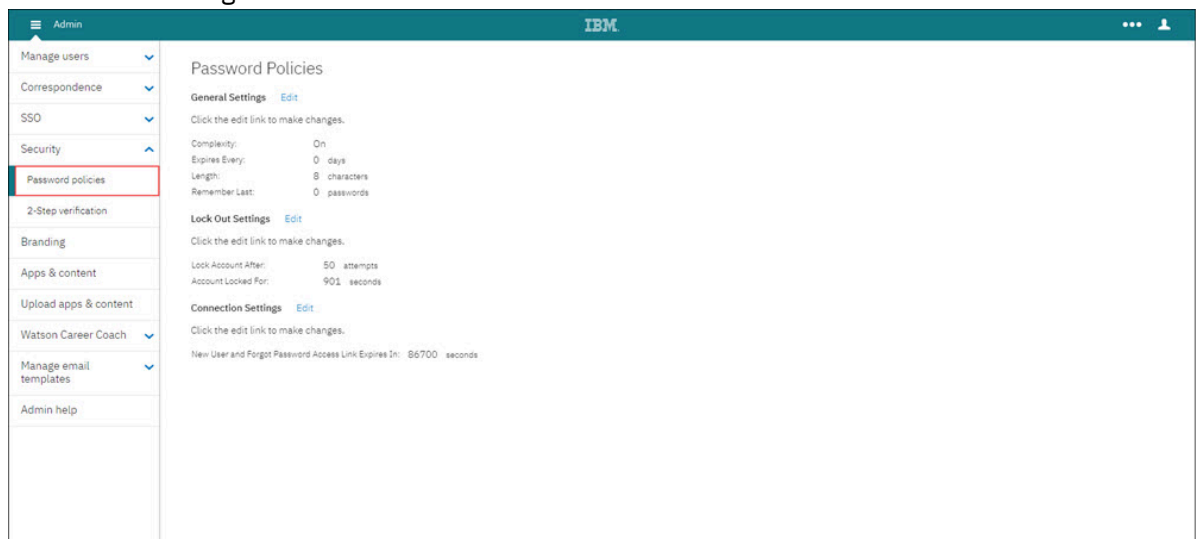 Admin
IBM.
Manage users
Correspondence
SSO
Security
Password policies
2-Step verification
Branding
Apps & content
Upload apps & content
Watson Career Coach
Manage email
templates
Admin help
Password Policies
General Settings Edit
Click the edit link to make changes.
Complexity: On
Expires Every: 0 days
Length: 8 characters
Remember Last: 0 passwords
Lock Out Settings Edit
Click the edit link to make changes.
Lock Account After: 50 attempts
Account Locked For: 901 seconds
Connection Settings Edit
Click the edit link to make changes.
New User and Forgot Password Access Link Expires In: 86700 seconds